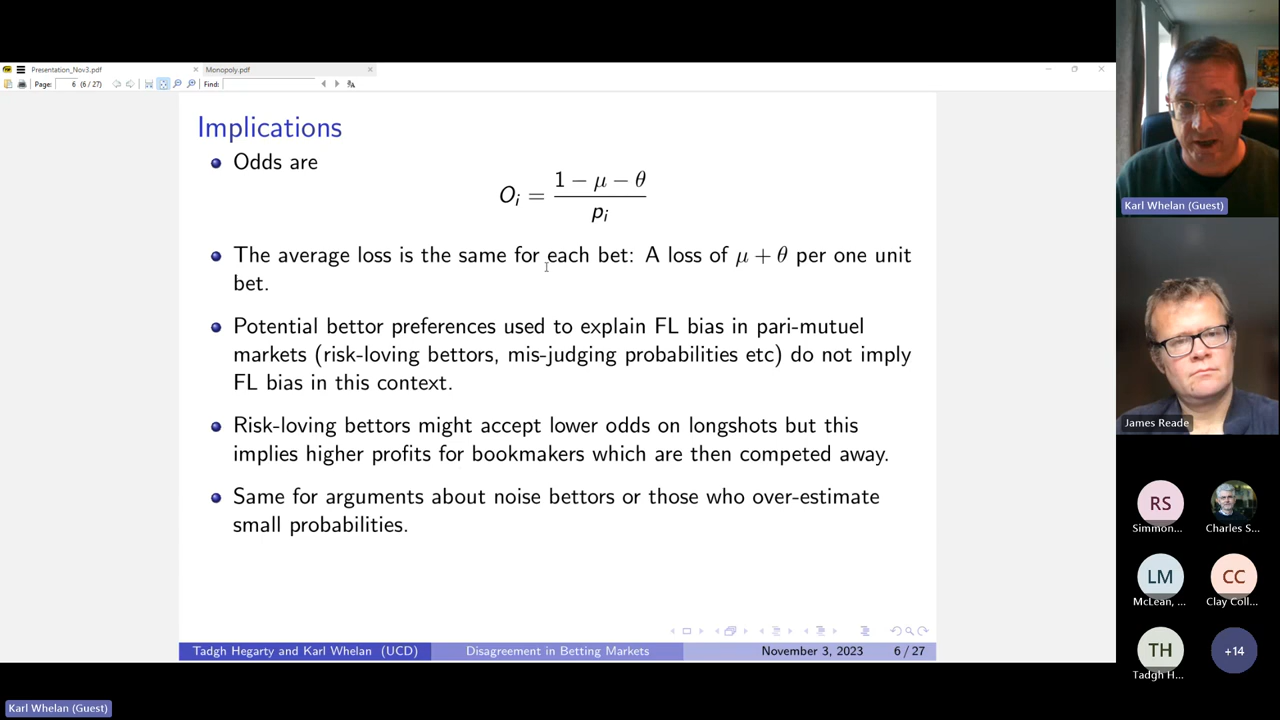 Presentation_Nov3.pdf
Monopoly.pdf
Page: 6 (6 / 27)
Find:
Implications
Odds are
O_i = \frac{1 − μ − θ}{p_i}
The average loss is the same for each bet: A loss of μ + θ per one unit
bet.
Potential bettor preferences used to explain FL bias in pari-mutuel
markets (risk-loving bettors, mis-judging probabilities etc) do not imply
FL bias in this context.
Risk-loving bettors might accept lower odds on longshots but this
implies higher profits for bookmakers which are then competed away.
Same for arguments about noise bettors or those who over-estimate
small probabilities.
Tadgh Hegarty and Karl Whelan (UCD)
Disagreement in Betting Markets
November 3, 2023
6 / 27
Karl Whelan (Guest)
James Reade
RS
Simmon,...
Charles S...
LM
McLean, ...
CC
Clay Coll...
TH
Tadgh H...
+14
Karl Whelan (Guest)